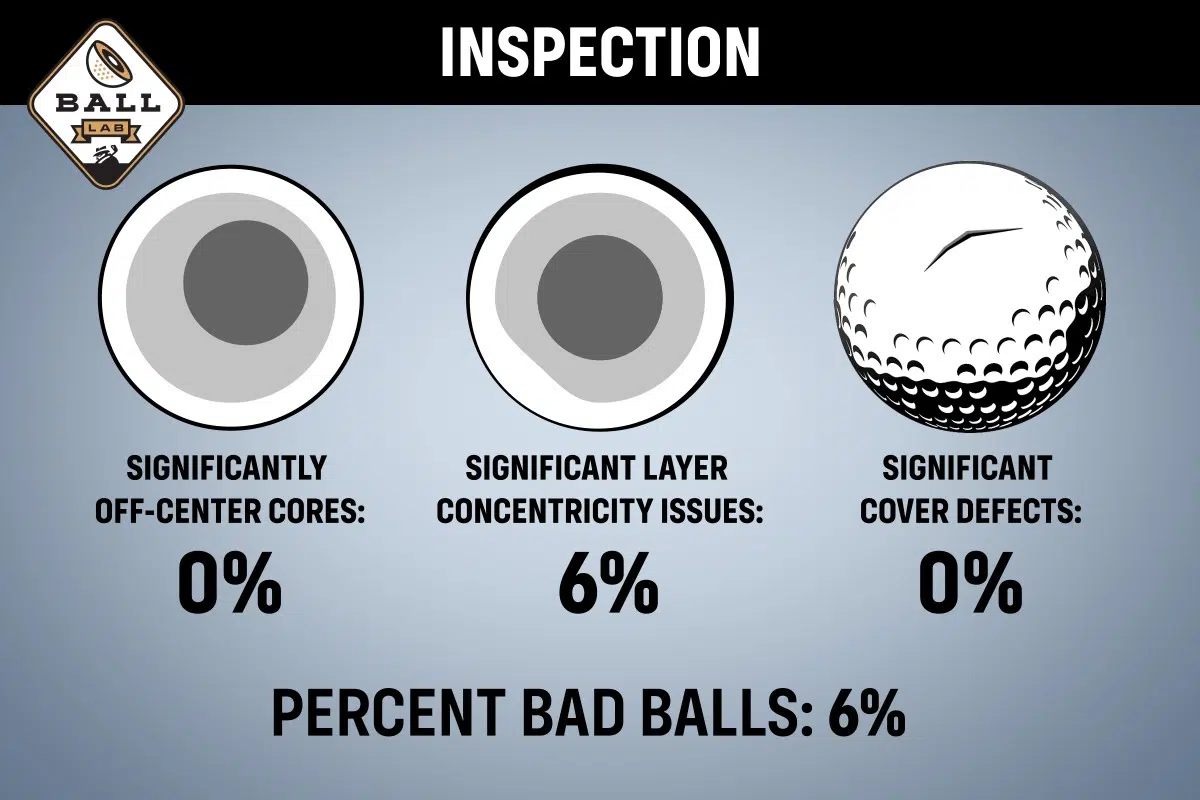 INSPECTION
BALL
LAB
SIGNIFICANTLY
OFF-CENTER CORES:
0%
SIGNIFICANT LAYER
CONCENTRICITY ISSUES:
6%
SIGNIFICANT
COVER DEFECTS:
0%
PERCENT BAD BALLS: 6%